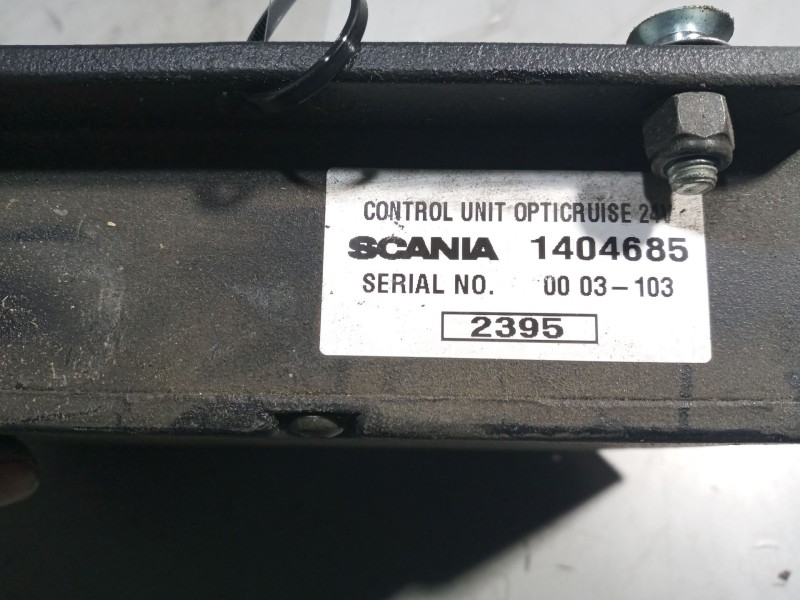 CONTROL UNIT OPTICRUISE 24V
SCANIA 1404685
SERIAL NO. 00 03-103
2395